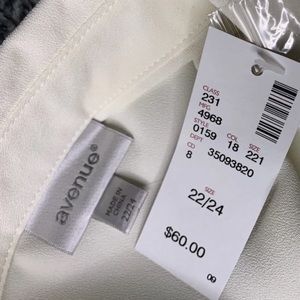 avenue®
MADE IN
CHINA
22/24
CLASS
231
MFG
4968
STYLE COL SIZE
0159 18 221
DEPT CD
8 35093820
SIZE
22/24
$60.00
09